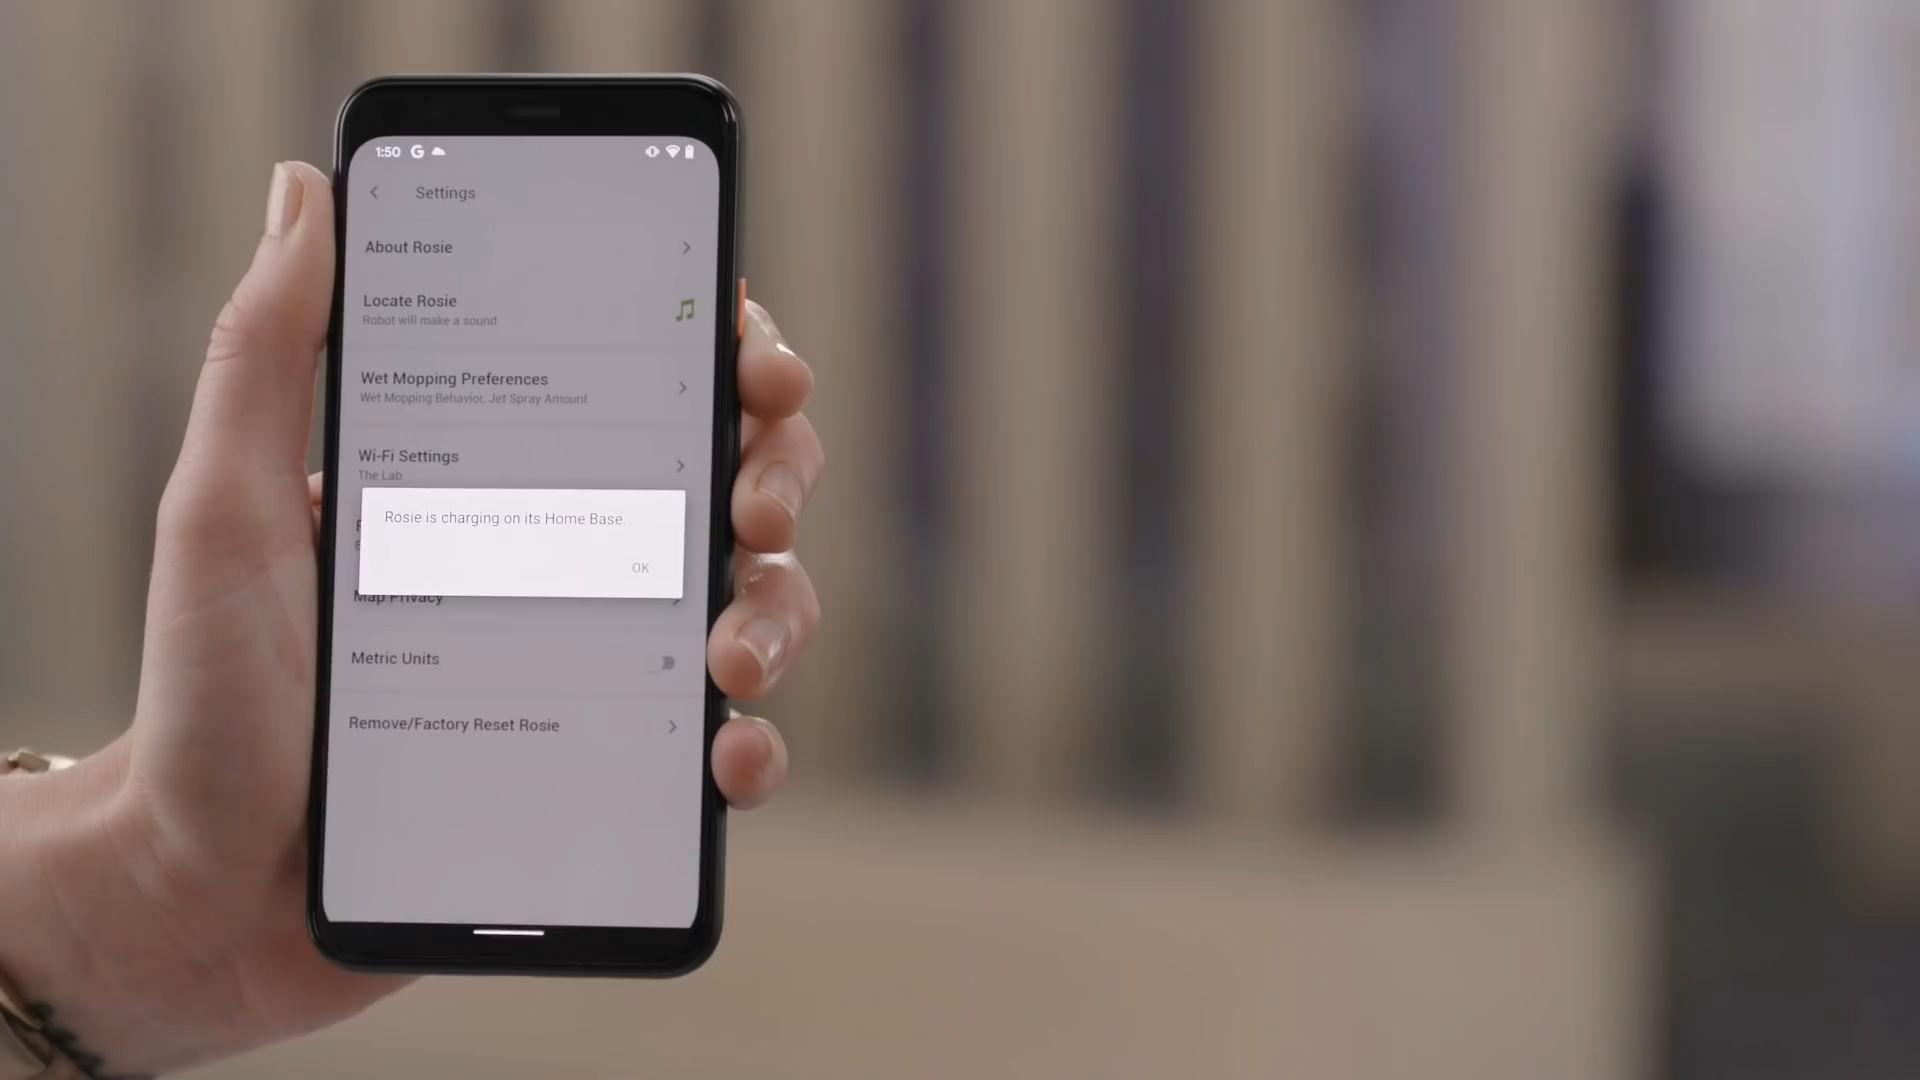 1:50
Settings
About Rosie
Locate Rosie
Robot will make a sound
Wet Mopping Preferences
Wet Mopping Behavior, Jet Spray Amount
Wi-Fi Settings
The Lab
Rosie is charging on its Home Base.
OK
Map Privacy
Metric Units
Remove/Factory Reset Rosie